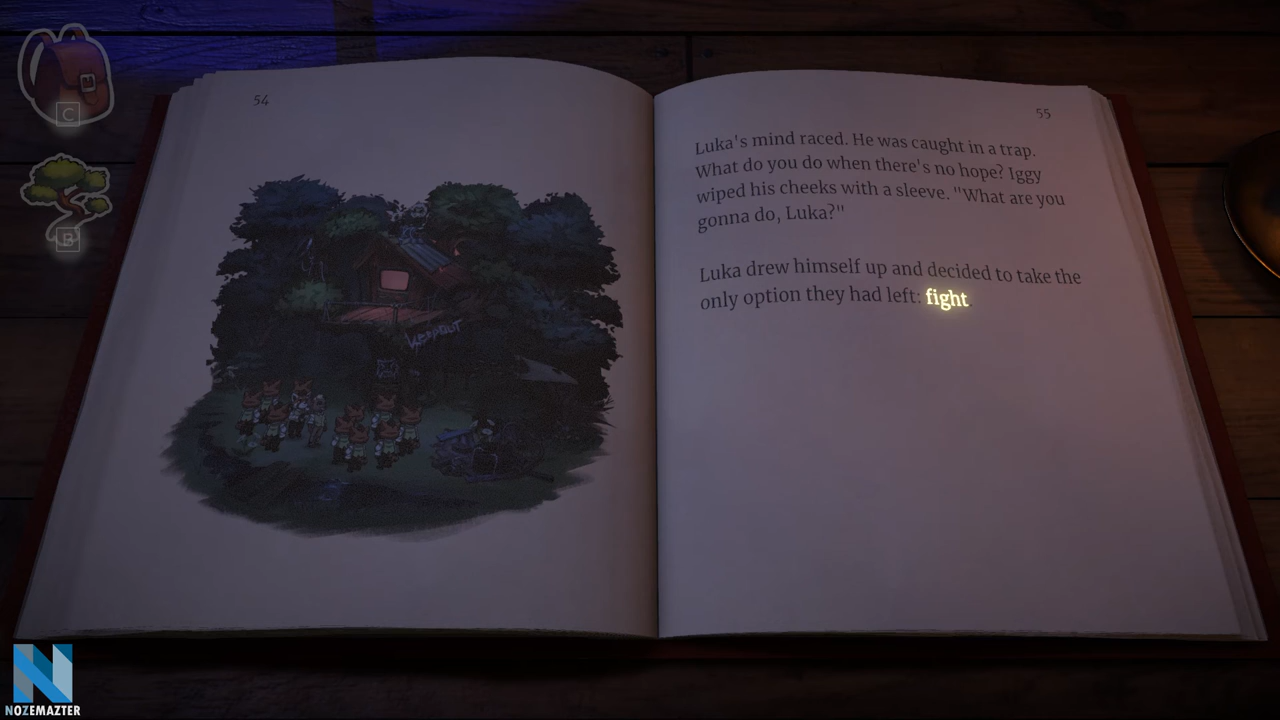 C
B
54
KEEP OUT
55
Luka's mind raced. He was caught in a trap.
What do you do when there's no hope? Iggy
wiped his cheeks with a sleeve. "What are you
gonna do, Luka?"
Luka drew himself up and decided to take the
only option they had left: fight.
NOZEMAZTER